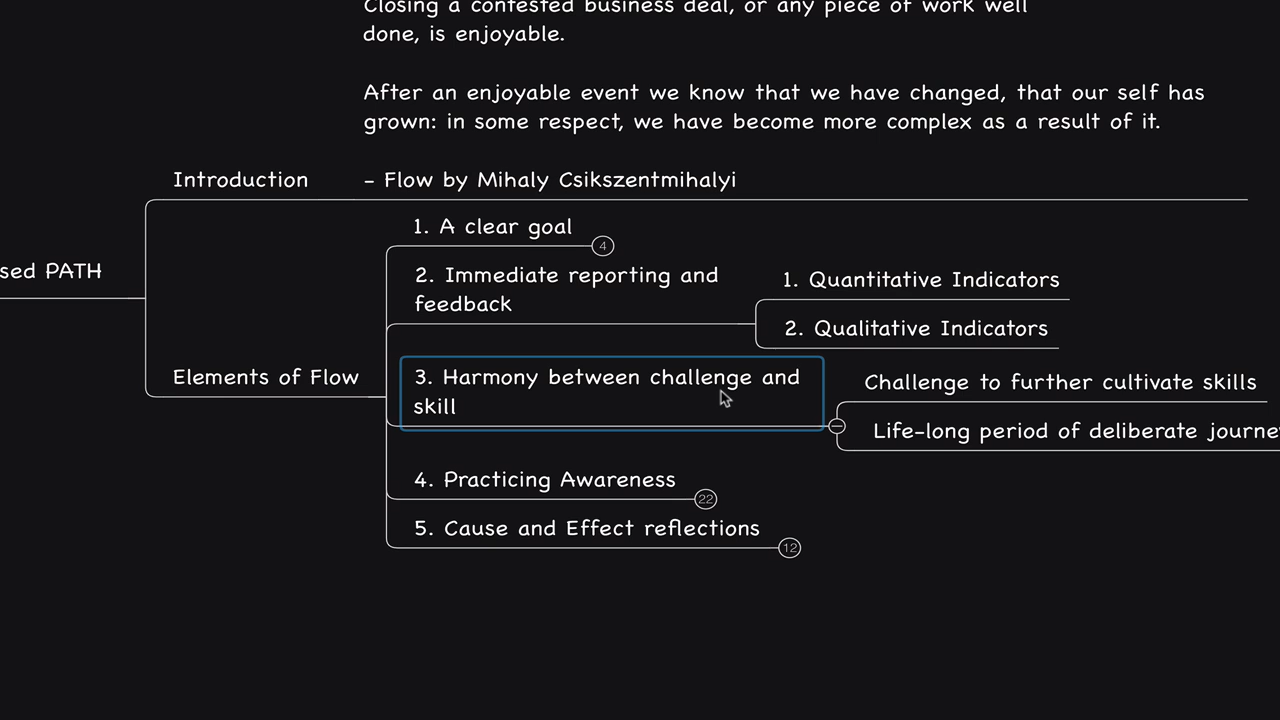 Closing a contested business deal, or any piece of work well
done, is enjoyable.
After an enjoyable event we know that we have changed, that our self has
grown: in some respect, we have become more complex as a result of it.
Introduction
– Flow by Mihaly Csikszentmihalyi
1. A clear goal
4
sed PATH
2. Immediate reporting and
feedback
1. Quantitative Indicators
2. Qualitative Indicators
Elements of Flow
3. Harmony between challenge and
skill
Challenge to further cultivate skills
Life-long period of deliberate journe
4. Practicing Awareness
22
5. Cause and Effect reflections
12